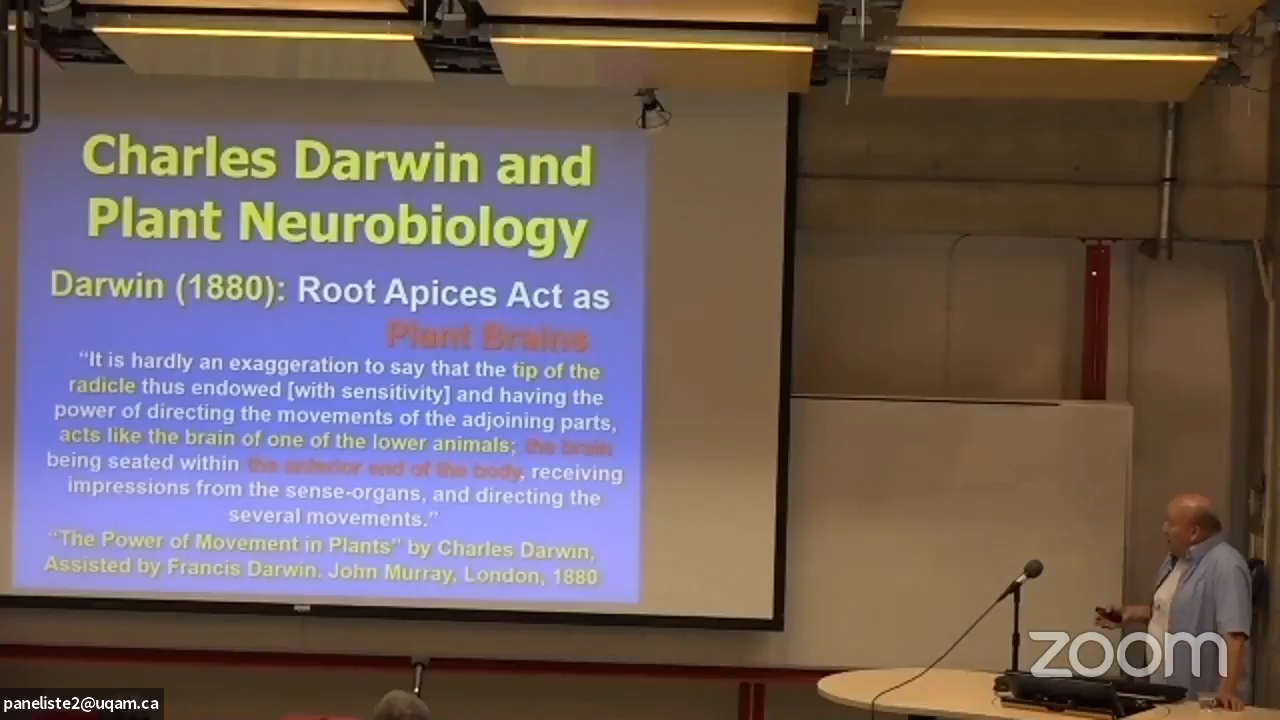 Charles Darwin and
Plant Neurobiology
Darwin (1880): Root Apices Act as
Plant Brains
“It is hardly an exaggeration to say that the tip of the
radicle thus endowed [with sensitivity] and having the
power of directing the movements of the adjoining parts,
acts like the brain of one of the lower animals; the brain
being seated within the anterior end of the body, receiving
impressions from the sense-organs, and directing the
several movements.”
“The Power of Movement in Plants” by Charles Darwin,
Assisted by Francis Darwin. John Murray, London, 1880
zoom
paneliste2@uqam.ca